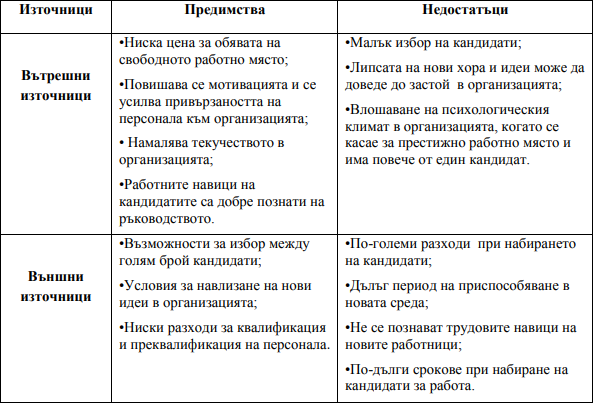 Източници Предимства Недостатъци
Вътрешни
източници
•Ниска цена за обявата на
свободното работно място;
•Повишава се мотивацията и се
усилва привързаността на
персонала към организацията;
• Намалява текучеството в
организацията;
•Работните навици на
кандидатите са добре познати на
ръководството.
•Малък избор на кандидати;
•Липсата на нови хора и идеи може да
доведе до застой в организацията;
•Влошаване на психологическия
климат в организацията, когато се
касае за престижно работно място и
има повече от един кандидат.
Външни
източници
•Възможности за избор между
голям брой кандидати;
•Условия за навлизане на нови
идеи в организацията;
•Ниски разходи за квалификация
и преквалификация на персонала.
•По-големи разходи при набирането
на кандидати;
•Дълъг период на приспособяване в
новата среда;
•Не се познават трудовите навици на
новите работници;
•По-дълги срокове при набиране на
кандидати за работа.